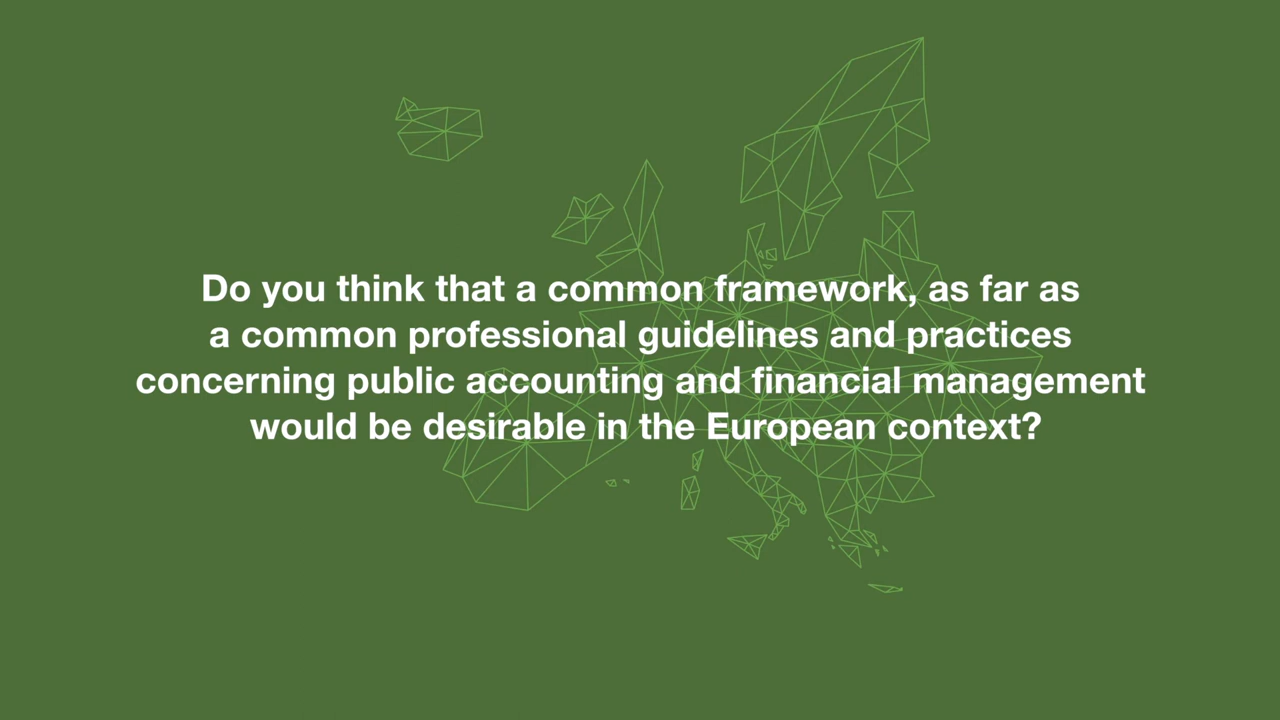 Do you think that a common framework, as far as
a common professional guidelines and practices
concerning public accounting and financial management
would be desirable in the European context?